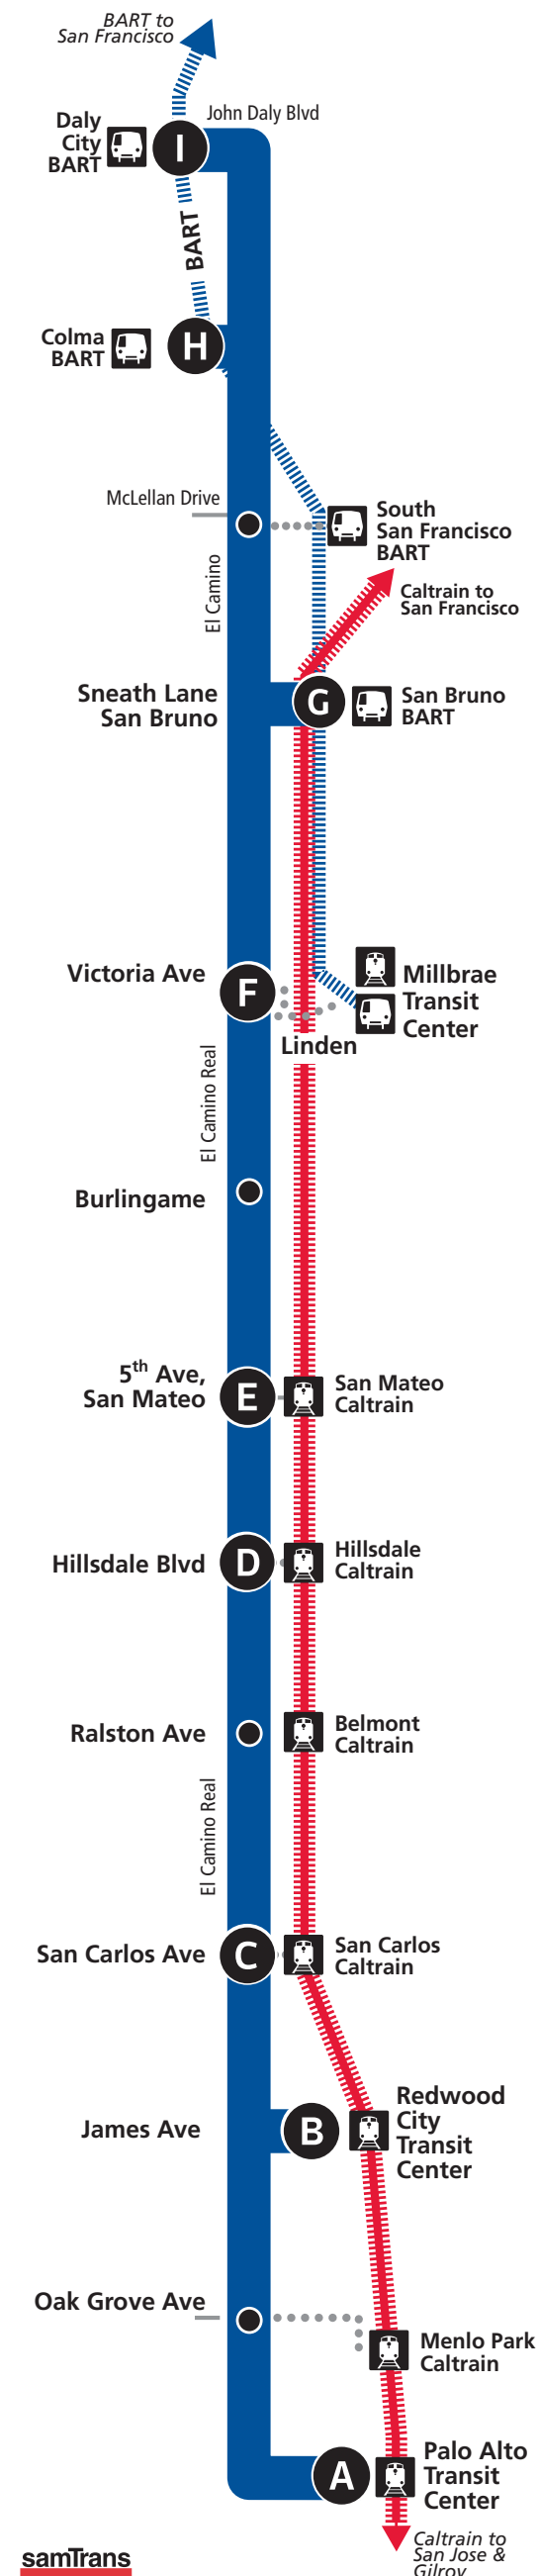 BART to
San Francisco
John Daly Blvd
Daly
City
BART
I
BART
Colma
BART
H
McLellan Drive
South
San Francisco
BART
El Camino
Caltrain to
San Francisco
Sneath Lane
San Bruno
G
San Bruno
BART
Victoria Ave
F
Millbrae
Transit
Center
Linden
El Camino Real
Burlingame
5th Ave,
San Mateo
E
San Mateo
Caltrain
Hillsdale Blvd
D
Hillsdale
Caltrain
Ralston Ave
Belmont
Caltrain
El Camino Real
San Carlos Ave
C
San Carlos
Caltrain
James Ave
B
Redwood
City
Transit
Center
Oak Grove Ave
Menlo Park
Caltrain
A
Palo Alto
Transit
Center
Caltrain to
San Jose &
Gilroy
samTrans